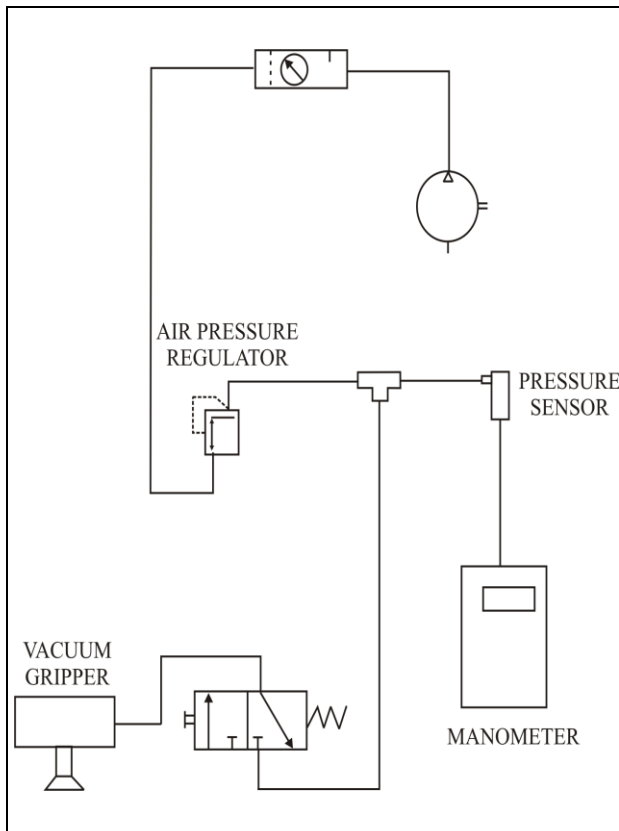 AIR PRESSURE
REGULATOR
PRESSURE
SENSOR
VACUUM
GRIPPER
MANOMETER